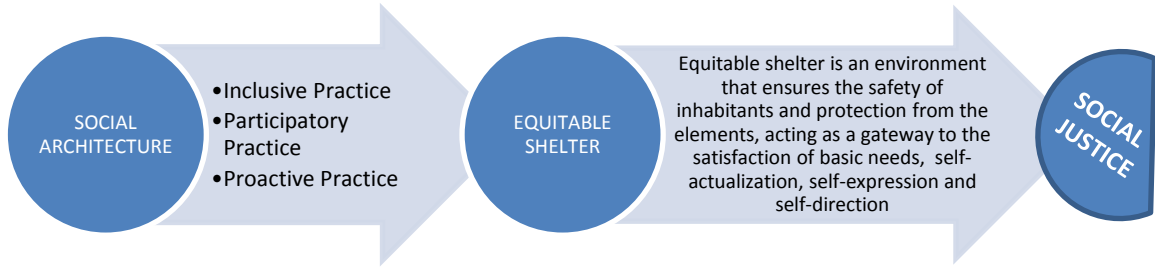 SOCIAL
ARCHITECTURE
•Inclusive Practice
•Participatory
Practice
•Proactive Practice
EQUITABLE
SHELTER
Equitable shelter is an environment
that ensures the safety of
inhabitants and protection from the
elements, acting as a gateway to the
satisfaction of basic needs, self-
actualization, self-expression and
self-direction
SOCIAL
JUSTICE